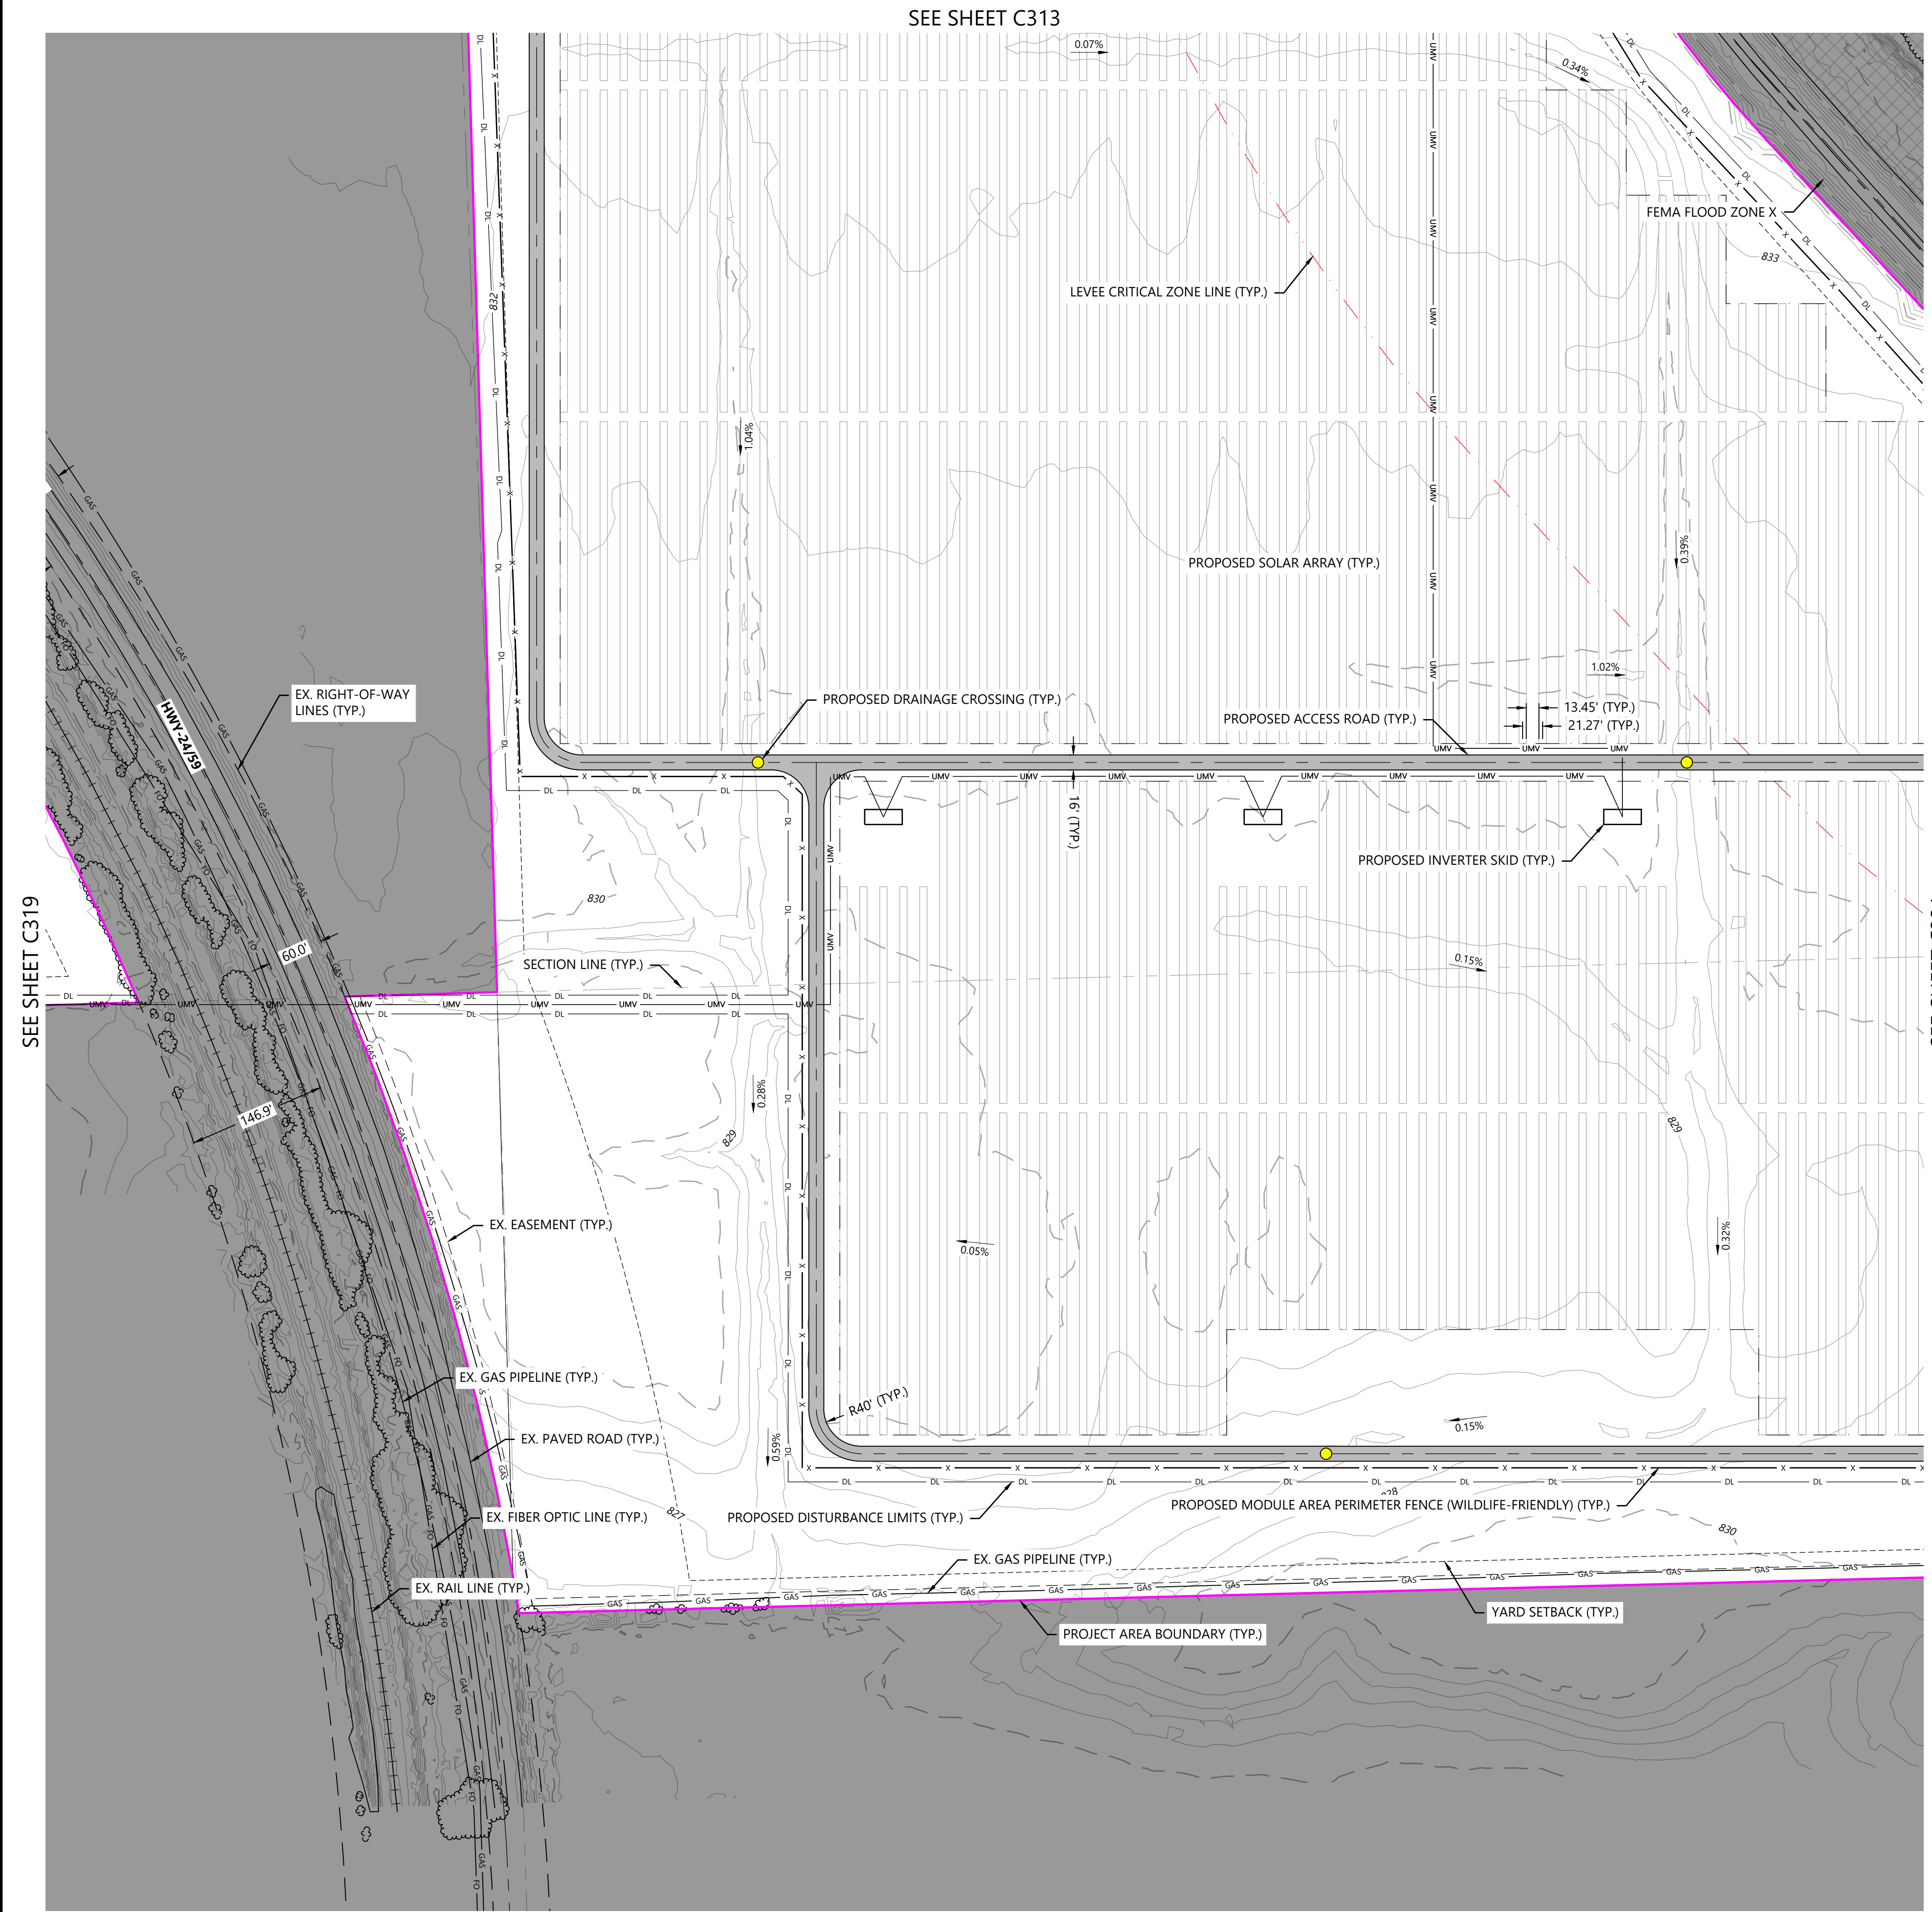 SEE SHEET C313
0.07%
0.34%
FEMA FLOOD ZONE X
833
832
LEVEE CRITICAL ZONE LINE (TYP.)
1.04%
PROPOSED SOLAR ARRAY (TYP.)
0.39%
1.02%
EX. RIGHT-OF-WAY
LINES (TYP.)
HWY-24/59
PROPOSED DRAINAGE CROSSING (TYP.)
PROPOSED ACCESS ROAD (TYP.)
13.45' (TYP.)
21.27' (TYP.)
16' (TYP.)
PROPOSED INVERTER SKID (TYP.)
830
SEE SHEET C319
60.0'
SECTION LINE (TYP.)
0.15%
DL
UMV
GAS
FO
X
146.9'
0.28%
829
829
EX. EASEMENT (TYP.)
0.05%
0.32%
EX. GAS PIPELINE (TYP.)
R40' (TYP.)
0.15%
EX. PAVED ROAD (TYP.)
0.59%
827
EX. FIBER OPTIC LINE (TYP.)
PROPOSED DISTURBANCE LIMITS (TYP.)
PROPOSED MODULE AREA PERIMETER FENCE (WILDLIFE-FRIENDLY) (TYP.)
830
EX. GAS PIPELINE (TYP.)
EX. RAIL LINE (TYP.)
YARD SETBACK (TYP.)
PROJECT AREA BOUNDARY (TYP.)